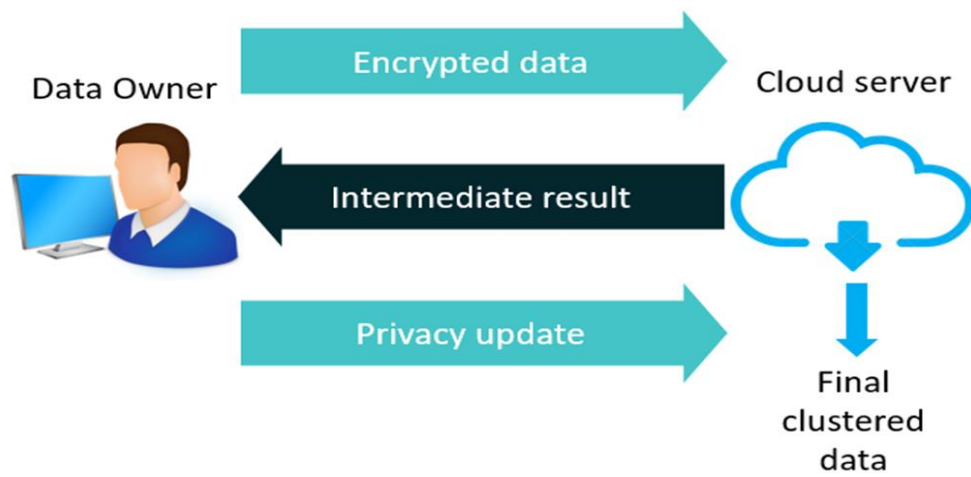 Encrypted data
Data Owner
Cloud server
Intermediate result
Privacy update
Final
clustered
data